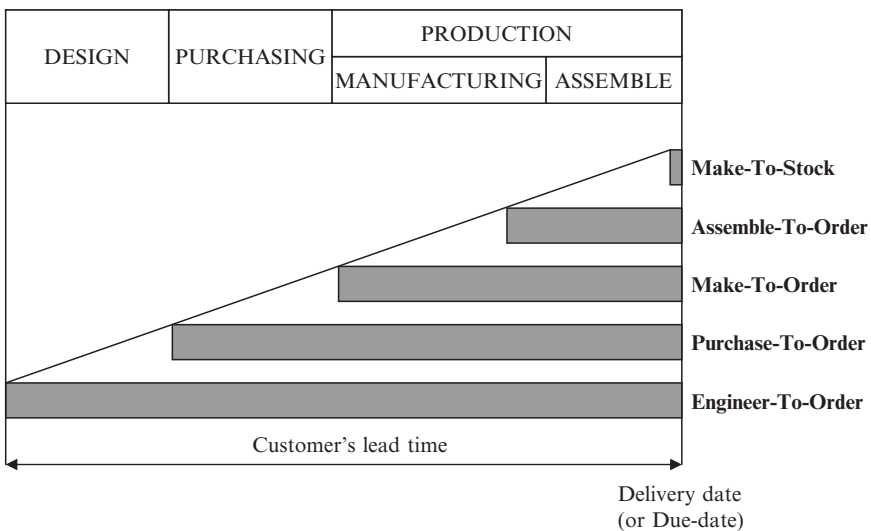 DESIGN
PURCHASING
PRODUCTION
MANUFACTURING
ASSEMBLE
Make-To-Stock
Assemble-To-Order
Make-To-Order
Purchase-To-Order
Engineer-To-Order
Customer's lead time
Delivery date
(or Due-date)